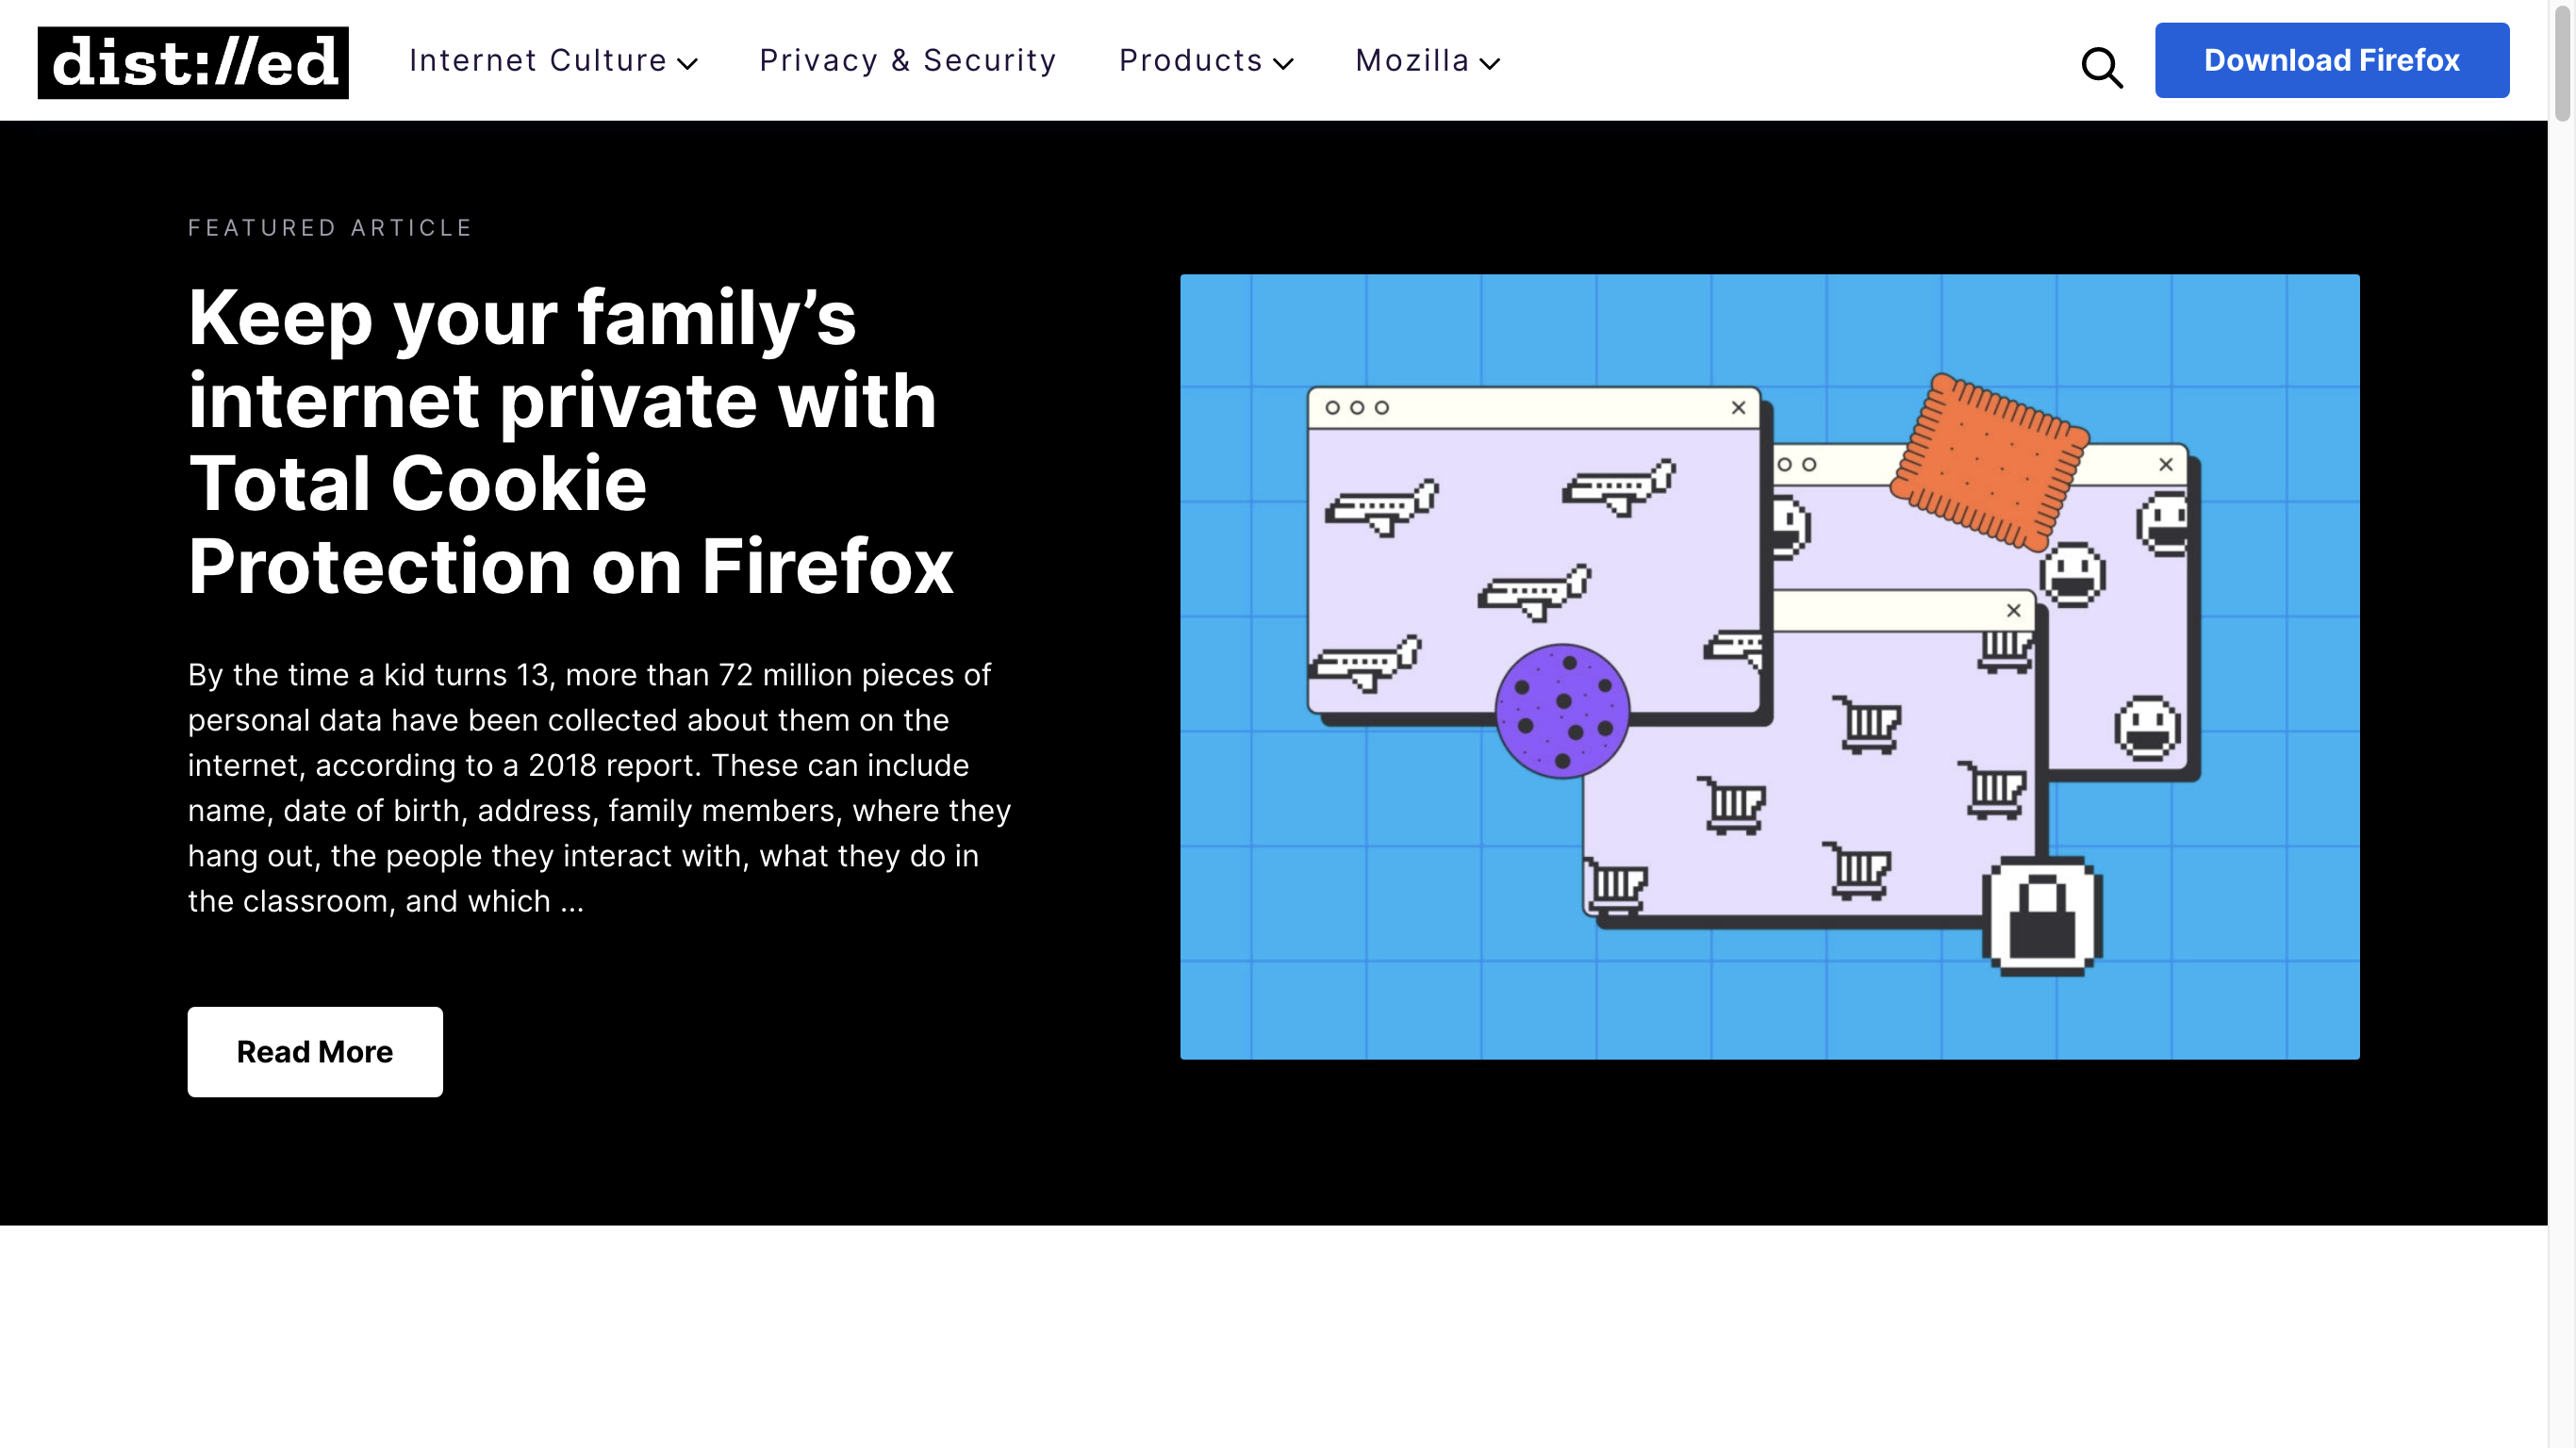 dist://ed
Internet Culture
Privacy & Security
Products
Mozilla
Download Firefox
FEATURED ARTICLE
Keep your family’s
internet private with
Total Cookie
Protection on Firefox
By the time a kid turns 13, more than 72 million pieces of
personal data have been collected about them on the
internet, according to a 2018 report. These can include
name, date of birth, address, family members, where they
hang out, the people they interact with, what they do in
the classroom, and which ...
Read More